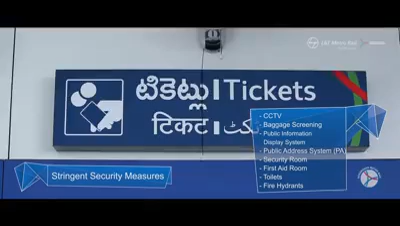 L&T Metro Rail
టికెట్లు Tickets
टिकट ٹکٹ
- CCTV
- Baggage Screening
- Public Information
Display System
- Public Address System (PA)
- Security Room
- First Aid Room
- Toilets
- Fire Hydrants
Stringent Security Measures